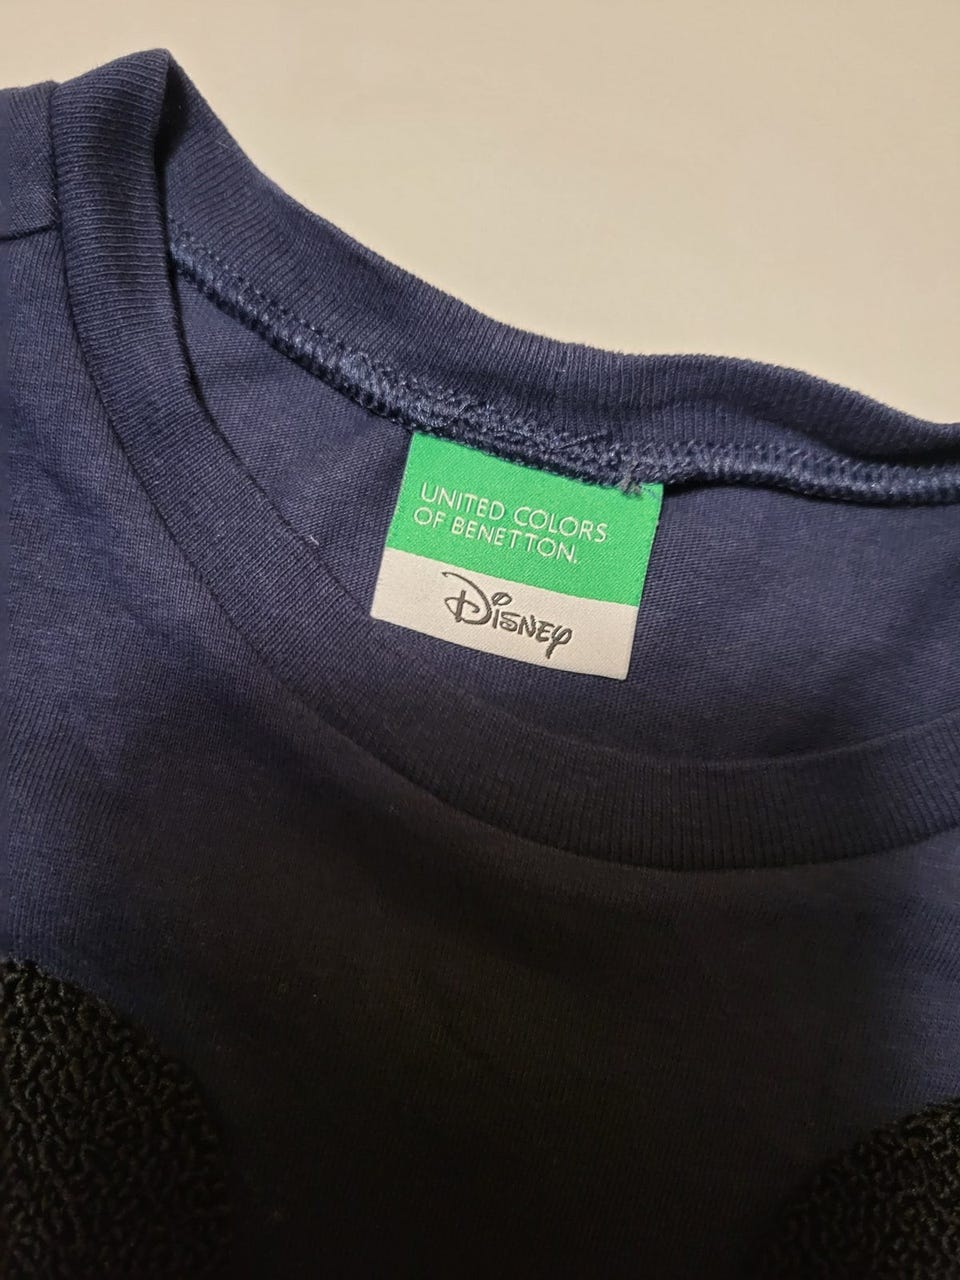 UNITED COLORS
OF BENETTON.
Disney